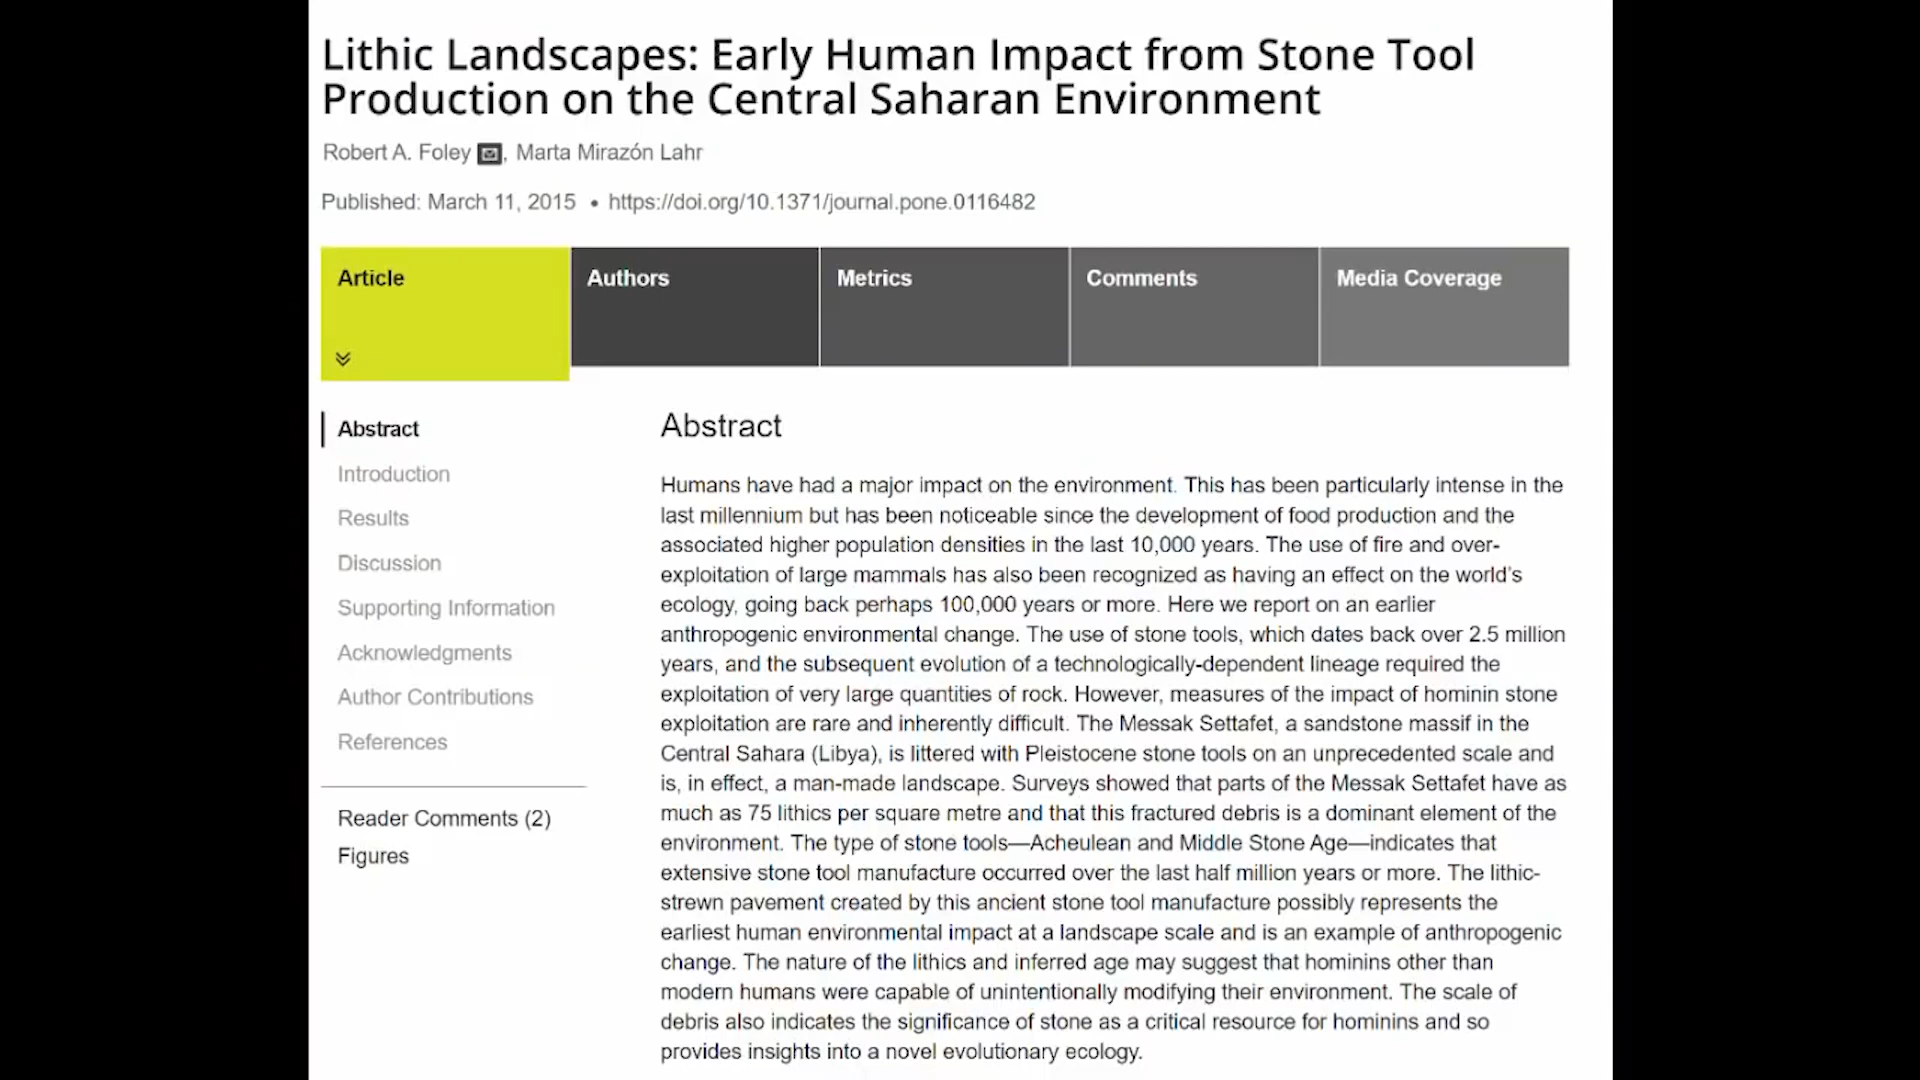 Lithic Landscapes: Early Human Impact from Stone Tool
Production on the Central Saharan Environment
Robert A. Foley , Marta Mirazón Lahr
Published: March 11, 2015 • https://doi.org/10.1371/journal.pone.0116482
Article
Authors
Metrics
Comments
Media Coverage
Abstract
Introduction
Results
Discussion
Supporting Information
Acknowledgments
Author Contributions
References
Reader Comments (2)
Figures
Abstract
Humans have had a major impact on the environment. This has been particularly intense in the
last millennium but has been noticeable since the development of food production and the
associated higher population densities in the last 10,000 years. The use of fire and over-
exploitation of large mammals has also been recognized as having an effect on the world's
ecology, going back perhaps 100,000 years or more. Here we report on an earlier
anthropogenic environmental change. The use of stone tools, which dates back over 2.5 million
years, and the subsequent evolution of a technologically-dependent lineage required the
exploitation of very large quantities of rock. However, measures of the impact of hominin stone
exploitation are rare and inherently difficult. The Messak Settafet, a sandstone massif in the
Central Sahara (Libya), is littered with Pleistocene stone tools on an unprecedented scale and
is, in effect, a man-made landscape. Surveys showed that parts of the Messak Settafet have as
much as 75 lithics per square metre and that this fractured debris is a dominant element of the
environment. The type of stone tools—Acheulean and Middle Stone Age—indicates that
extensive stone tool manufacture occurred over the last half million years or more. The lithic-
strewn pavement created by this ancient stone tool manufacture possibly represents the
earliest human environmental impact at a landscape scale and is an example of anthropogenic
change. The nature of the lithics and inferred age may suggest that hominins other than
modern humans were capable of unintentionally modifying their environment. The scale of
debris also indicates the significance of stone as a critical resource for hominins and so
provides insights into a novel evolutionary ecology.